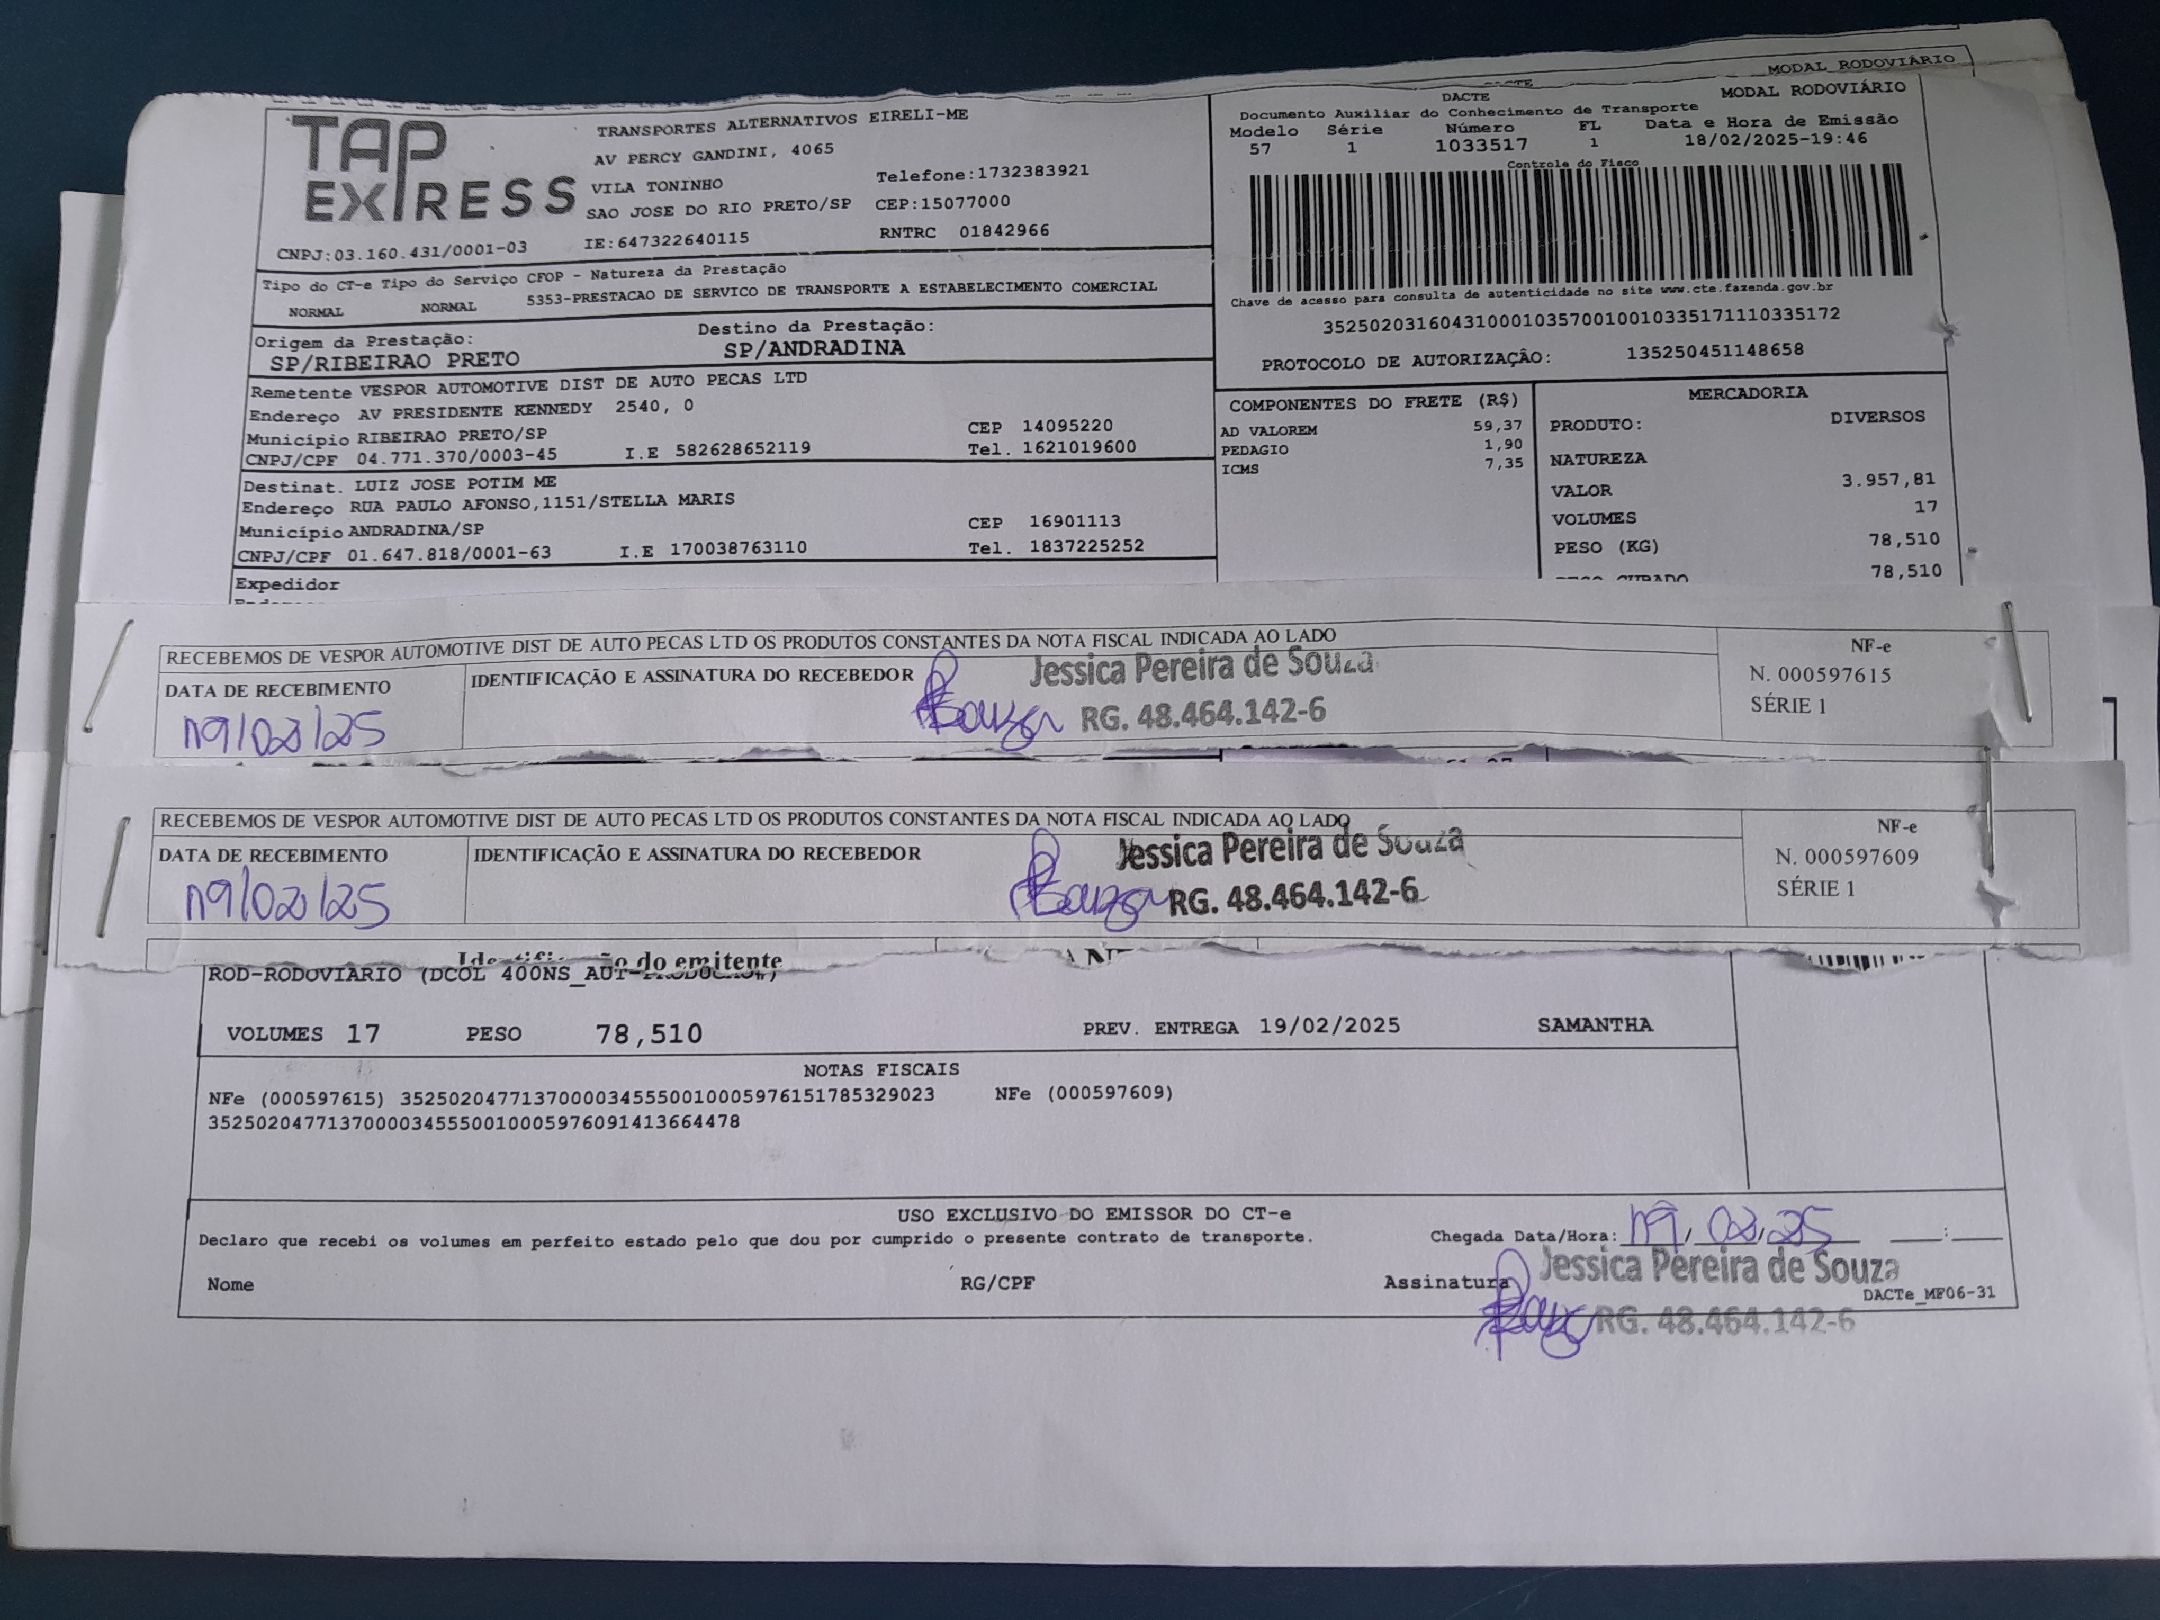 MODAL RODOVIÁRIO
DACTE
MODAL RODOVIÁRIO
TAP EXPRESS
TRANSPORTES ALTERNATIVOS EIRELI-ME
AV PERCY GANDINI, 4065
VILA TONINHO Telefone:1732383921
SAO JOSE DO RIO PRETO/SP CEP:15077000
CNPJ:03.160.431/0001-03 IE:647322640115 RNTRC 01842966
Documento Auxiliar do Conhecimento de Transporte
Modelo Série Número FL Data e Hora de Emissão
57 1 1033517 1 18/02/2025-19:46
Controle do Fisco
Chave de acesso para consulta de autenticidade no site www.cte.fazenda.gov.br
35250203160431000103570010010335171110335172
PROTOCOLO DE AUTORIZAÇÃO: 135250451148658
Tipo do CT-e Tipo do Serviço CFOP - Natureza da Prestação
NORMAL NORMAL 5353-PRESTACAO DE SERVICO DE TRANSPORTE A ESTABELECIMENTO COMERCIAL
Origem da Prestação: Destino da Prestação:
SP/RIBEIRAO PRETO SP/ANDRADINA
Remetente VESPOR AUTOMOTIVE DIST DE AUTO PECAS LTD
Endereço AV PRESIDENTE KENNEDY 2540, 0
Município RIBEIRAO PRETO/SP CEP 14095220
CNPJ/CPF 04.771.370/0003-45 I.E 582628652119 Tel. 1621019600
Destinat. LUIZ JOSE POTIM ME
Endereço RUA PAULO AFONSO,1151/STELLA MARIS
Município ANDRADINA/SP CEP 16901113
CNPJ/CPF 01.647.818/0001-63 I.E 170038763110 Tel. 1837225252
Expedidor
COMPONENTES DO FRETE (R$)
AD VALOREM 59,37
PEDAGIO 1,90
ICMS 7,35
MERCADORIA
PRODUTO: DIVERSOS
NATUREZA
VALOR 3.957,81
VOLUMES 17
PESO (KG) 78,510
78,510
RECEBEMOS DE VESPOR AUTOMOTIVE DIST DE AUTO PECAS LTD OS PRODUTOS CONSTANTES DA NOTA FISCAL INDICADA AO LADO
DATA DE RECEBIMENTO IDENTIFICAÇÃO E ASSINATURA DO RECEBEDOR
19/02/25
Souza
Jessica Pereira de Souza
RG. 48.464.142-6
NF-e
N. 000597615
SÉRIE 1
RECEBEMOS DE VESPOR AUTOMOTIVE DIST DE AUTO PECAS LTD OS PRODUTOS CONSTANTES DA NOTA FISCAL INDICADA AO LADO
DATA DE RECEBIMENTO IDENTIFICAÇÃO E ASSINATURA DO RECEBEDOR
19/02/25
Souza
Jessica Pereira de Souza
RG. 48.464.142-6
NF-e
N. 000597609
SÉRIE 1
do emitente
ROD-RODOVIARIO (DCOL 400NS_AUT
VOLUMES 17 PESO 78,510 PREV. ENTREGA 19/02/2025 SAMANTHA
NOTAS FISCAIS
NFe (000597615) 35250204771370000345550010005976151785329023 NFe (000597609)
35250204771370000345550010005976091413664478
USO EXCLUSIVO DO EMISSOR DO CT-e
Declaro que recebi os volumes em perfeito estado pelo que dou por cumprido o presente contrato de transporte. Chegada Data/Hora: 19/02/25 :
Nome RG/CPF Assinatura
Jessica Pereira de Souza
RG. 48.464.142-6
DACTe_MF06-31